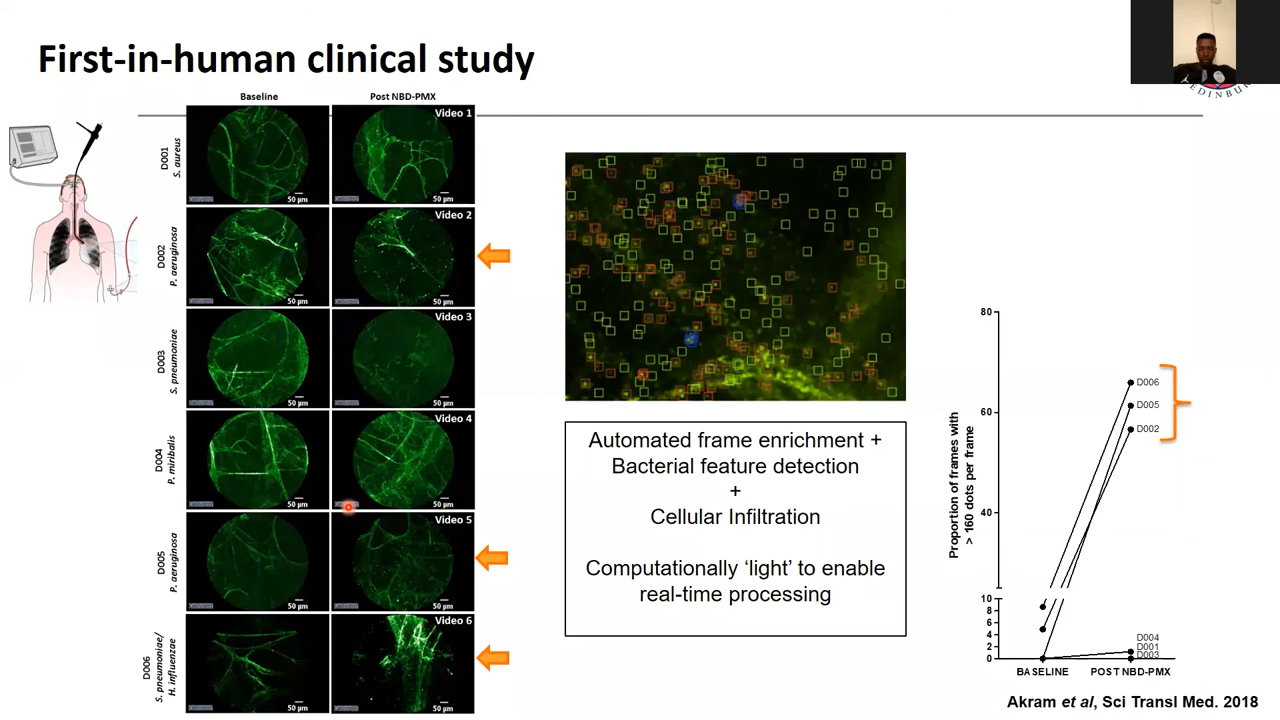 First-in-human clinical study
EDINBU
Baseline
Post NBD-PMX
D001
S. aureus
50 µm
Video 1
50 µm
D002
P. aeruginosa
50 µm
Video 2
50 µm
D003
S. pneumoniae
50 µm
Video 3
50 µm
D004
P. miribalis
50 µm
Video 4
50 µm
D005
P. aeruginosa
50 µm
Video 5
50 µm
D006
S. pneumoniae/
H. influenzae
50 µm
Video 6
50 µm
Automated frame enrichment +
Bacterial feature detection
+
Cellular Infiltration
Computationally ‘light’ to enable
real-time processing
Proportion of frames with
> 160 dots per frame
80
60
40
10
8
6
4
2
0
D006
D005
D002
D004
D001
D003
BASELINE
POST NBD-PMX
Akram et al, Sci Transl Med. 2018